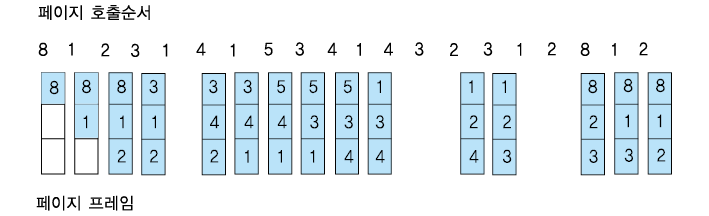 페이지 호출순서
8 1 2 3 1 4 1 5 3 4 1 4 3 2 3 1 2 8 1 2
8 8 8 3 3 3 5 5 5 1 1 1 8 8 8
1 1 1 4 4 4 3 3 3 2 2 2 1 1
2 2 2 1 1 1 4 4 4 3 3 3 2
페이지 프레임